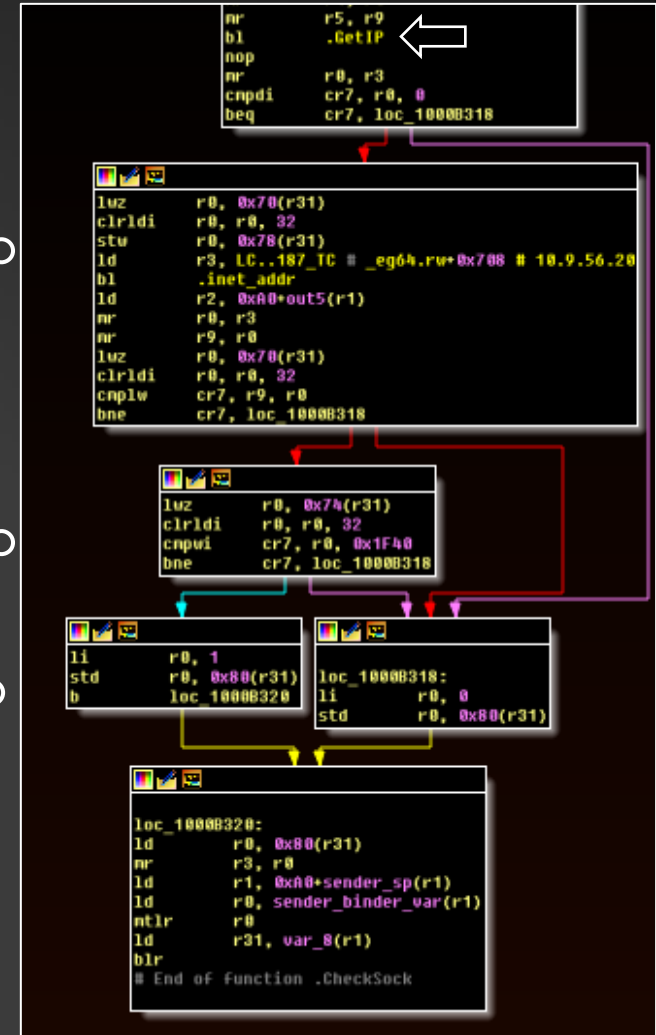 mr r5, r9
bl .GetIP
nop
mr r0, r3
cmpdi cr7, r0, 0
beq cr7, loc_1000B318
lwz r0, 0x70(r31)
clrldi r0, r0, 32
stw r0, 0x78(r31)
ld r3, LC..187_TC # _eg64.rw+0x708 # 10.9.56.20
bl .inet_addr
ld r2, 0xA0+out5(r1)
mr r0, r3
mr r9, r0
lwz r0, 0x70(r31)
clrldi r0, r0, 32
cmplw cr7, r9, r0
bne cr7, loc_1000B318
lwz r0, 0x74(r31)
clrldi r0, r0, 32
cmpwi cr7, r0, 0x1F40
bne cr7, loc_1000B318
li r0, 1
std r0, 0x80(r31)
b loc_1000B320
loc_1000B318:
li r0, 0
std r0, 0x80(r31)
loc_1000B320:
ld r0, 0x80(r31)
mr r3, r0
ld r1, 0xA0+sender_sp(r1)
ld r0, sender_binder_var(r1)
mtlr r0
ld r31, var_8(r1)
blr
# End of function .CheckSock